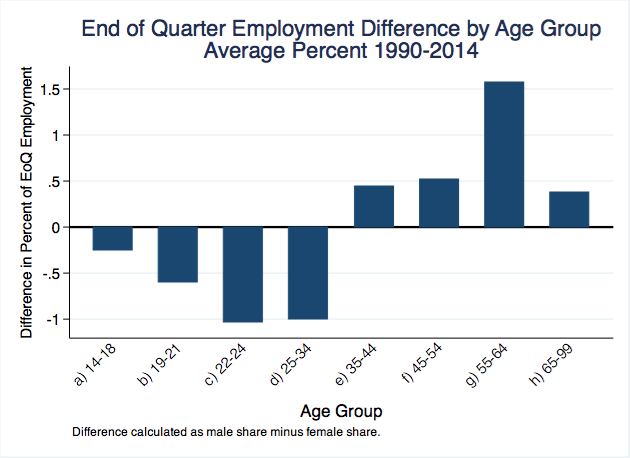 End of Quarter Employment Difference by Age Group
Average Percent 1990-2014
Difference in Percent of EoQ Employment
1.5
1
.5
0
-.5
-1
a) 14-18
b) 19-21
c) 22-24
d) 25-34
e) 35-44
f) 45-54
g) 55-64
h) 65-99
Age Group
Difference calculated as male share minus female share.